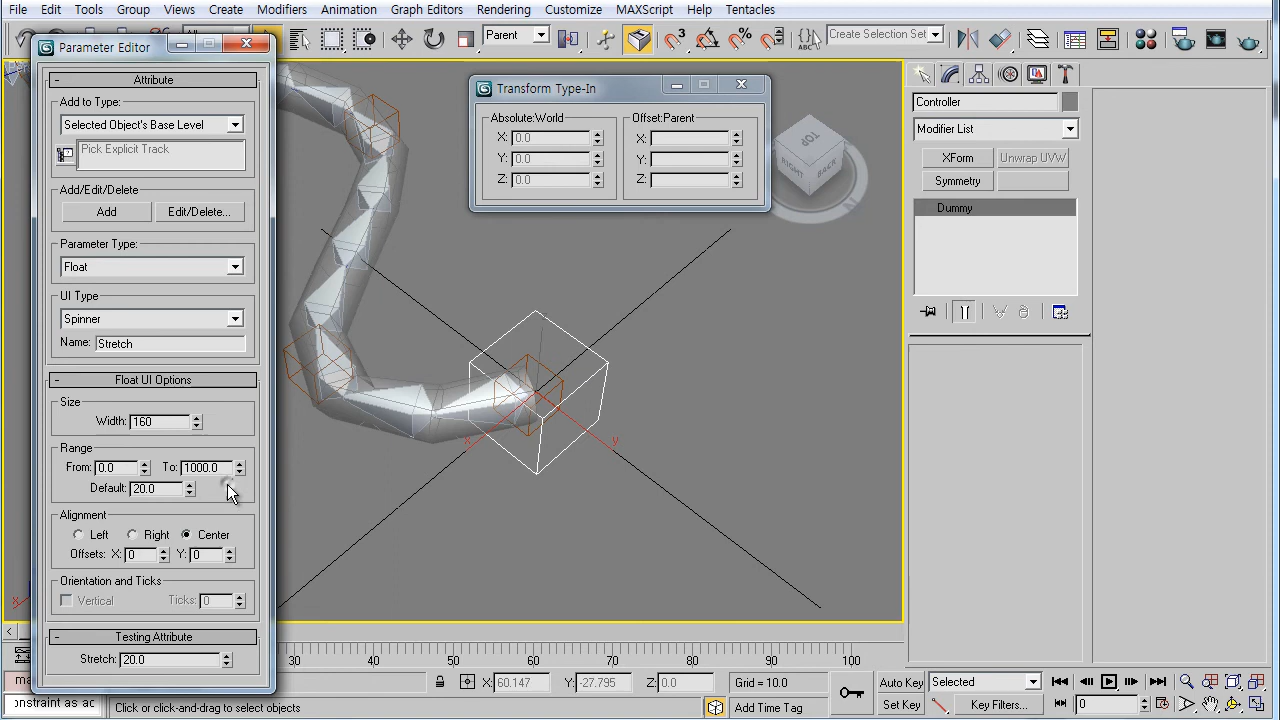 File Edit Tools Group Views Create Modifiers Animation Graph Editors Rendering Customize MAXScript Help Tentacles
Parent
Create Selection Set
Parameter Editor
Attribute
Add to Type:
Selected Object's Base Level
Pick Explicit Track
Add/Edit/Delete
Add Edit/Delete...
Parameter Type:
Float
UI Type
Spinner
Name: Stretch
Float UI Options
Size
Width: 160
Range
From: 0.0 To: 1000.0
Default: 20.0
Alignment
Left Right Center
Offsets: X: 0 Y: 0
Orientation and Ticks
Vertical Ticks: 0
Testing Attribute
Stretch: 20.0
Transform Type-In
Absolute:World Offset:Parent
X: 0.0 X:
Y: 0.0 Y:
Z: 0.0 Z:
TOP
RIGHT
BACK
x
y
Controller
Modifier List
XForm Unwrap UVW
Symmetry
Dummy
30 40 50 60 70 80 90 100
X: 60.147 Y: -27.795 Z: 0.0 Grid = 10.0
Auto Key Selected
Set Key Key Filters... 0
Click or click-and-drag to select objects Add Time Tag